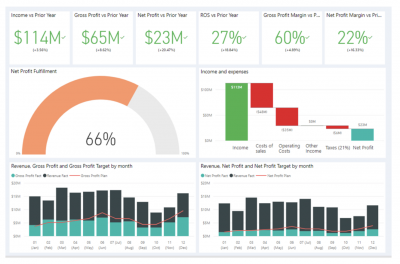 Income vs Prior Year
Gross Profit vs Prior Year
Net Profit vs Prior Year
ROS vs Prior Year
Gross Profit Margin vs P...
Net Profit Margin vs Pri...
$114M
$65M
$23M
27%
60%
22%
Net Profit Fulfillment
66%
Income and expenses
Income
Costs of sales
Operating Costs
Other income
Taxes (21%)
Net Profit
Revenue, Gross Profit and Gross Profit Target by month
Gross Profit Fact
Revenue Fact
Gross Profit Plan
01 (Jan)
02 (Feb)
03 (Mar)
04 (Apr)
05 (May)
06 (Jun)
07 (Jul)
08 (Aug)
09 (Sep)
10 (Oct)
11 (Nov)
12 (Dec)
Revenue, Net Profit and Net Profit Target by month
Net Profit Fact
Revenue Fact
Net Profit Plan
01 (Jan)
02 (Feb)
03 (Mar)
04 (Apr)
05 (May)
06 (Jun)
07 (Jul)
08 (Aug)
09 (Sep)
10 (Oct)
11 (Nov)
12 (Dec)